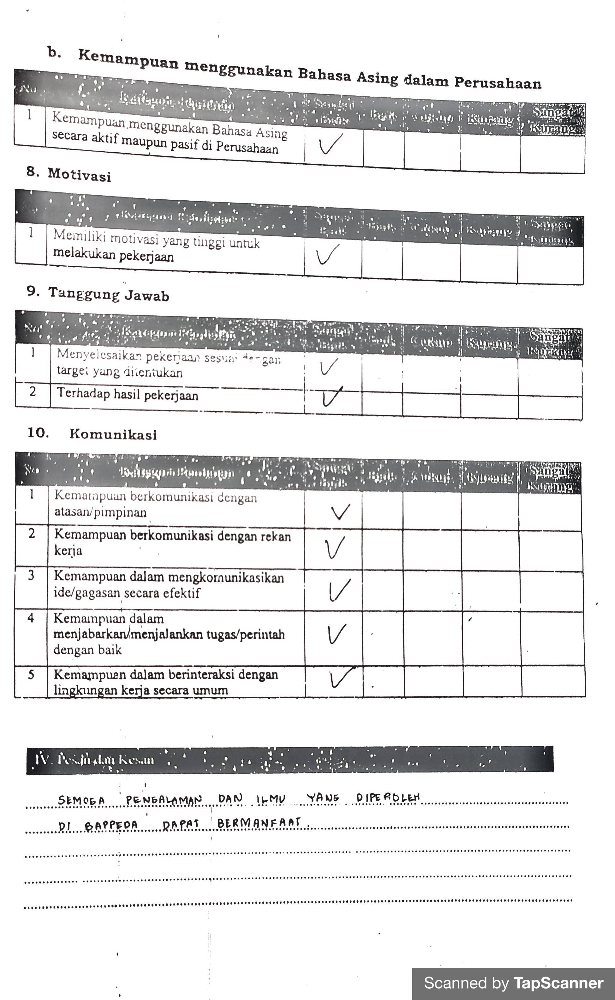 b. Kemampuan menggunakan Bahasa Asing dalam Perusahaan
No Kategori Penilaian Sangat Baik Baik Cukup Kurang Sangat Kurang
1 Kemampuan menggunakan Bahasa Asing
secara aktif maupun pasif di Perusahaan ✓
8. Motivasi
Kategori Penilaian Sangat Baik Baik Cukup Kurang Sangat Kurang
1 Memiliki motivasi yang tinggi untuk
melakukan pekerjaan ✓
9. Tanggung Jawab
No Kategori Penilaian Sangat Baik Baik Cukup Kurang Sangat Kurang
1 Menyelesaikan pekerjaan sesuai dengan
target yang ditentukan ✓
2 Terhadap hasil pekerjaan ✓
10. Komunikasi
No Kategori Penilaian Sangat Baik Baik Cukup Kurang Sangat Kurang
1 Kemampuan berkomunikasi dengan
atasan/pimpinan ✓
2 Kemampuan berkomunikasi dengan rekan
kerja ✓
3 Kemampuan dalam mengkomunikasikan
ide/gagasan secara efektif ✓
4 Kemampuan dalam
menjabarkan/menjalankan tugas/perintah
dengan baik ✓
5 Kemampuan dalam berinteraksi dengan
lingkungan kerja secara umum ✓
IV. Pesan dan Kesan
SEMOGA PENGALAMAN DAN ILMU YANG DIPEROLEH
DI BAPPEDA DAPAT BERMANFAAT.
Scanned by TapScanner